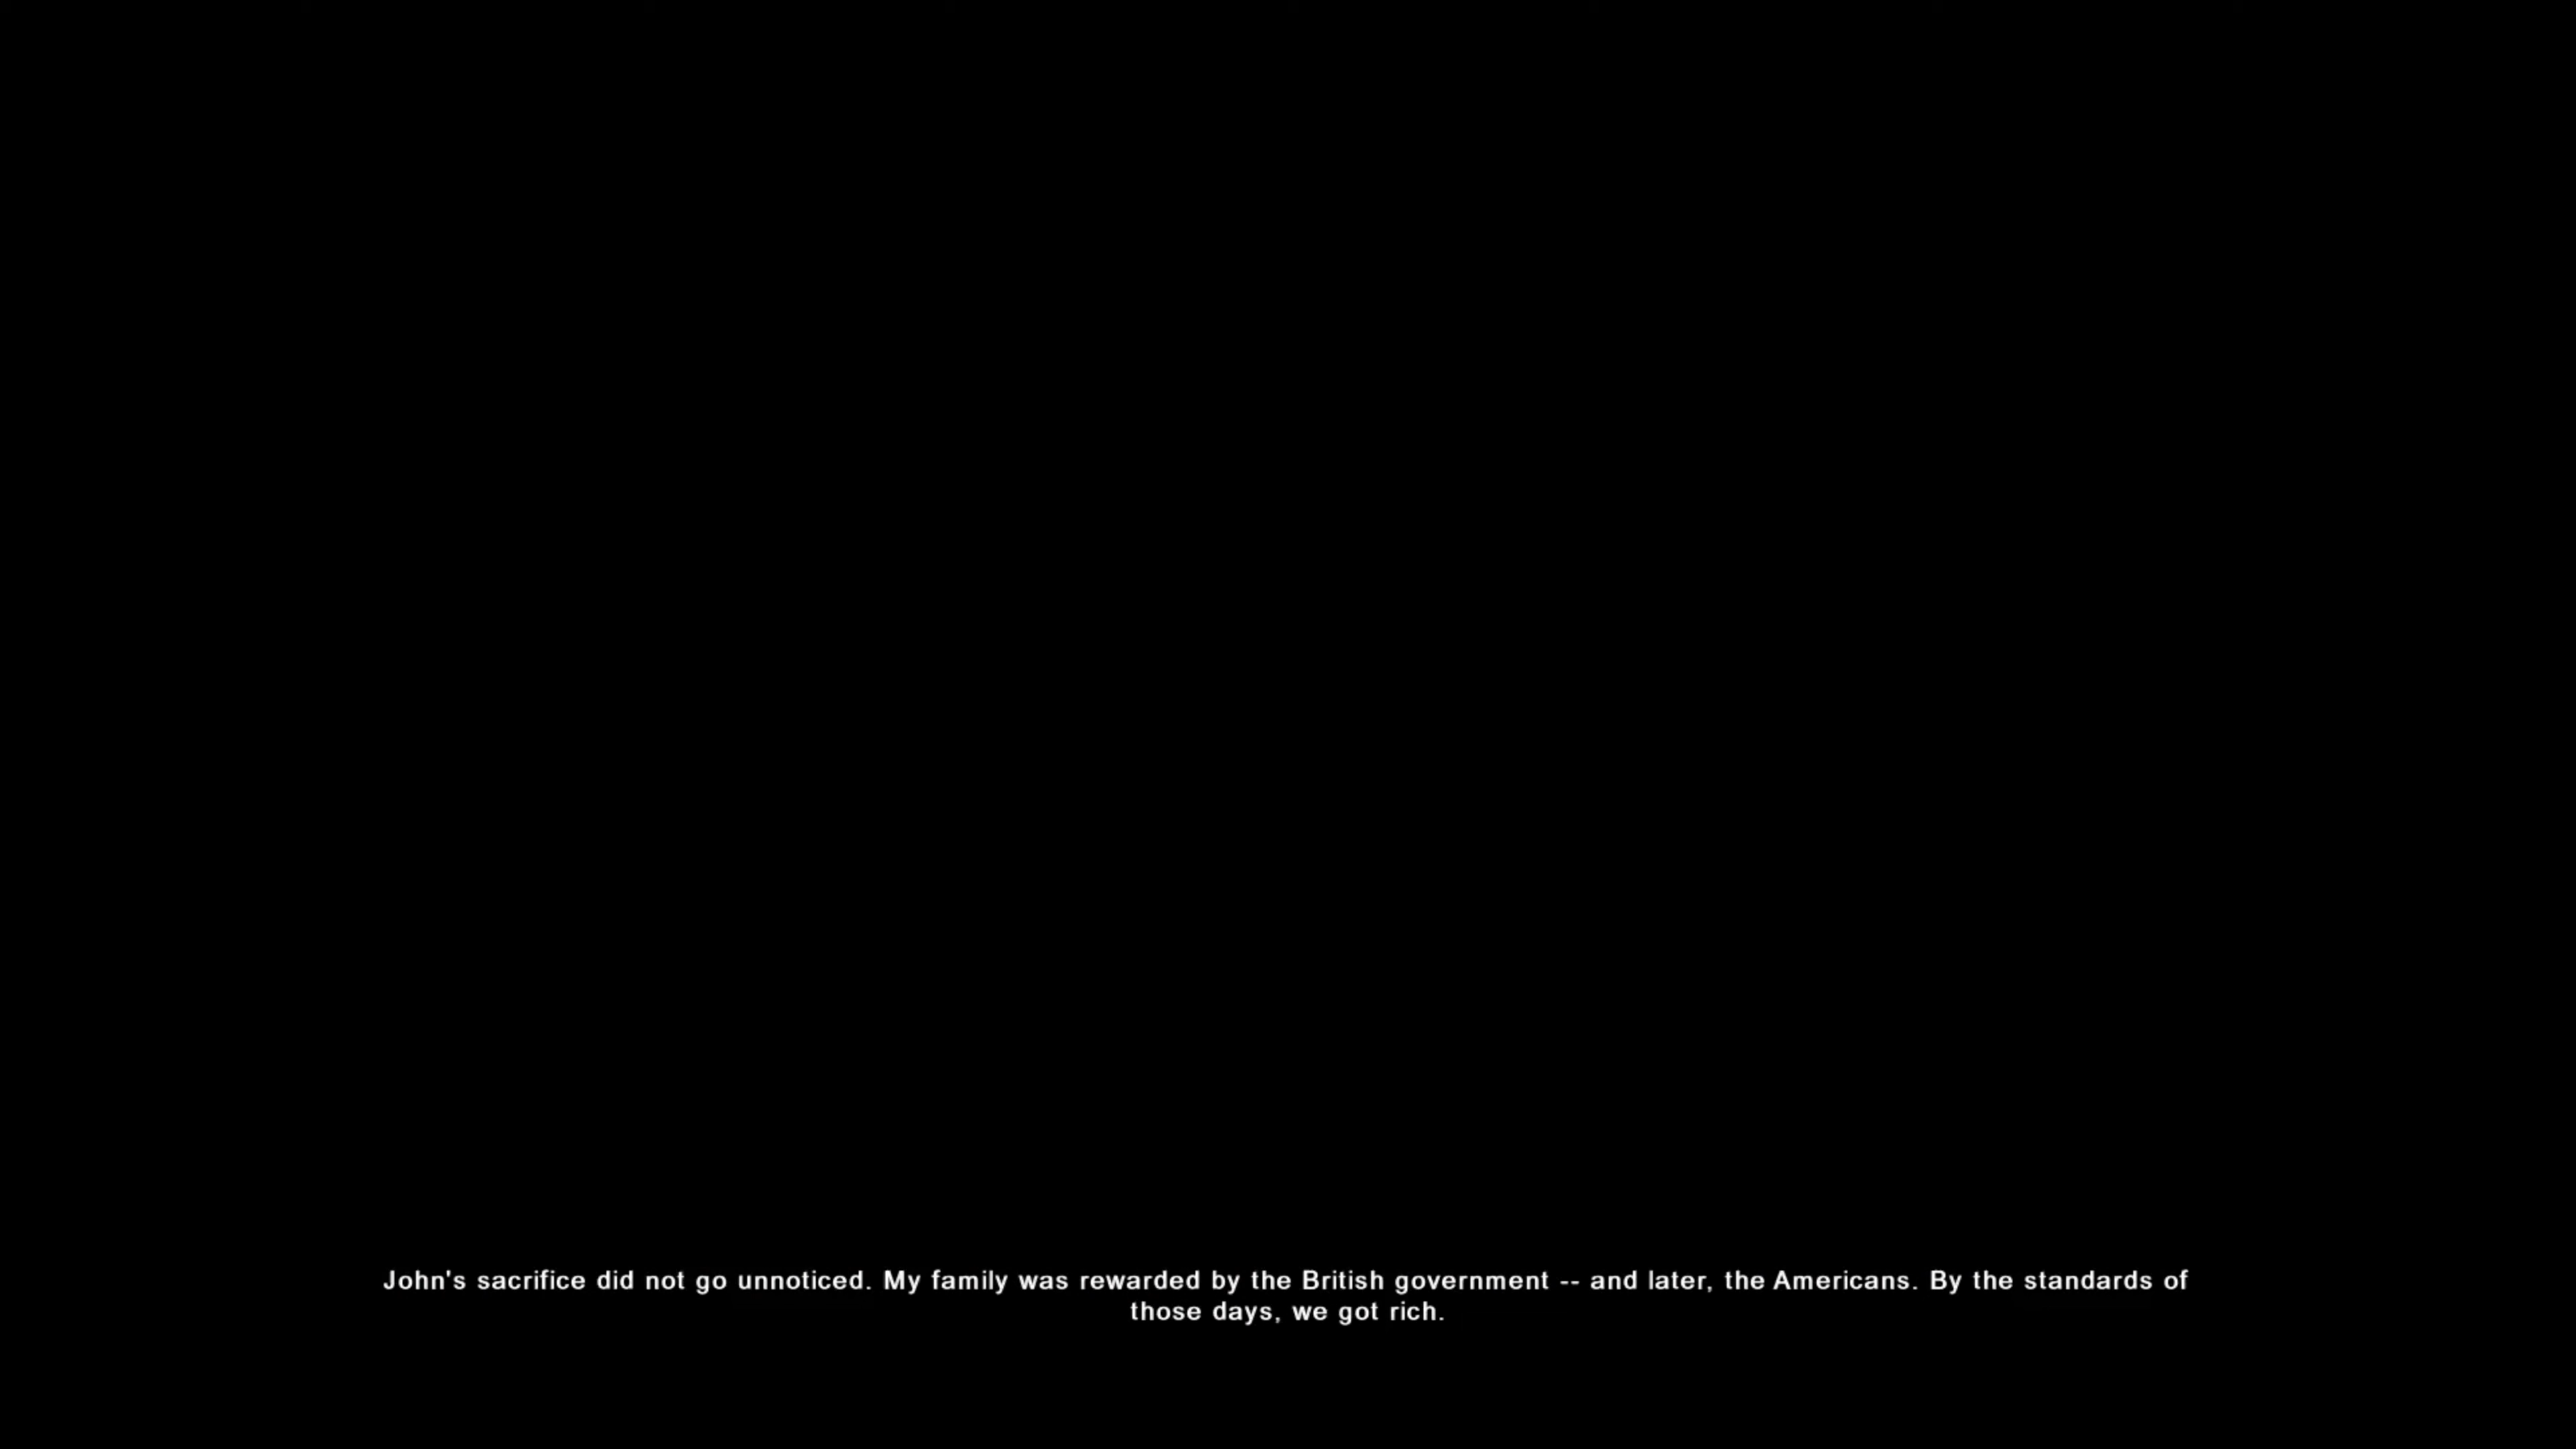 John's sacrifice did not go unnoticed. My family was rewarded by the British government -- and later, the Americans. By the standards of
those days, we got rich.